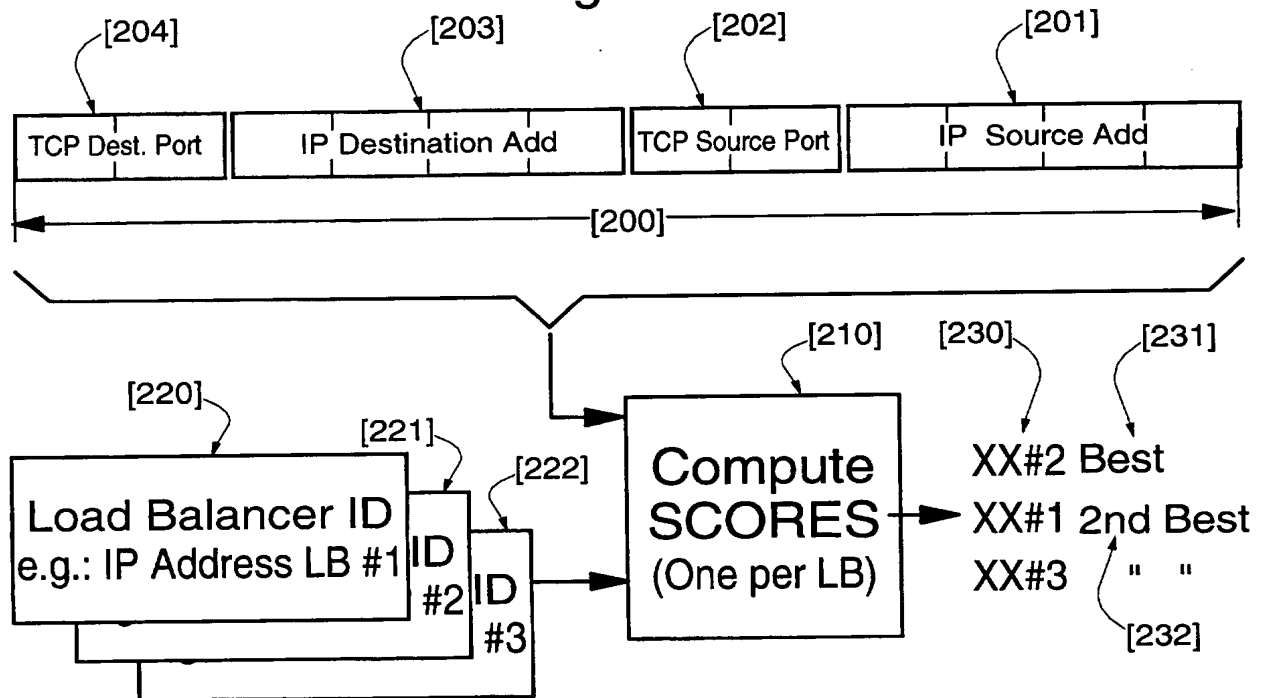 [204] [203] [202] [201]
TCP Dest. Port IP Destination Add TCP Source Port IP Source Add
[200]
[210] [230] [231]
[220]
[221]
[222]
Load Balancer ID
e.g.: IP Address LB #1
ID
#2
ID
#3
Compute
SCORES
(One per LB)
XX#2 Best
XX#1 2nd Best
XX#3 " "
[232]